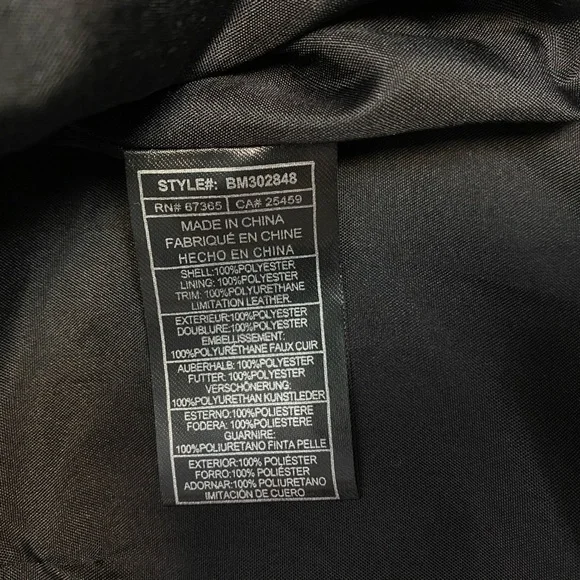 STYLE#: BM302848
RN# 67365 CA# 25459
MADE IN CHINA
FABRIQUÉ EN CHINE
HECHO EN CHINA
SHELL:100%POLYESTER
LINING: 100%POLYESTER
TRIM: 100%POLYURETHANE
LIMITATION LEATHER.
EXTERIEUR:100%POLYESTER
DOUBLURE:100%POLYESTER
EMBELLISSEMENT:
100%POLYURÉTHANE FAUX CUIR
AUßERHALB: 100%POLYESTER
FUTTER: 100%POLYESTER
VERSCHÖNERUNG:
100%POLYURETHAN KUNSTLEDER
ESTERNO:100%POLIESTERE
FODERA: 100%POLIESTERE
GUARNIRE:
100%POLIURETANO FINTA PELLE
EXTERIOR:100% POLIÉSTER
FORRO:100% POLIÉSTER
ADORNAR:100% POLIURETANO
IMITACIÓN DE CUERO